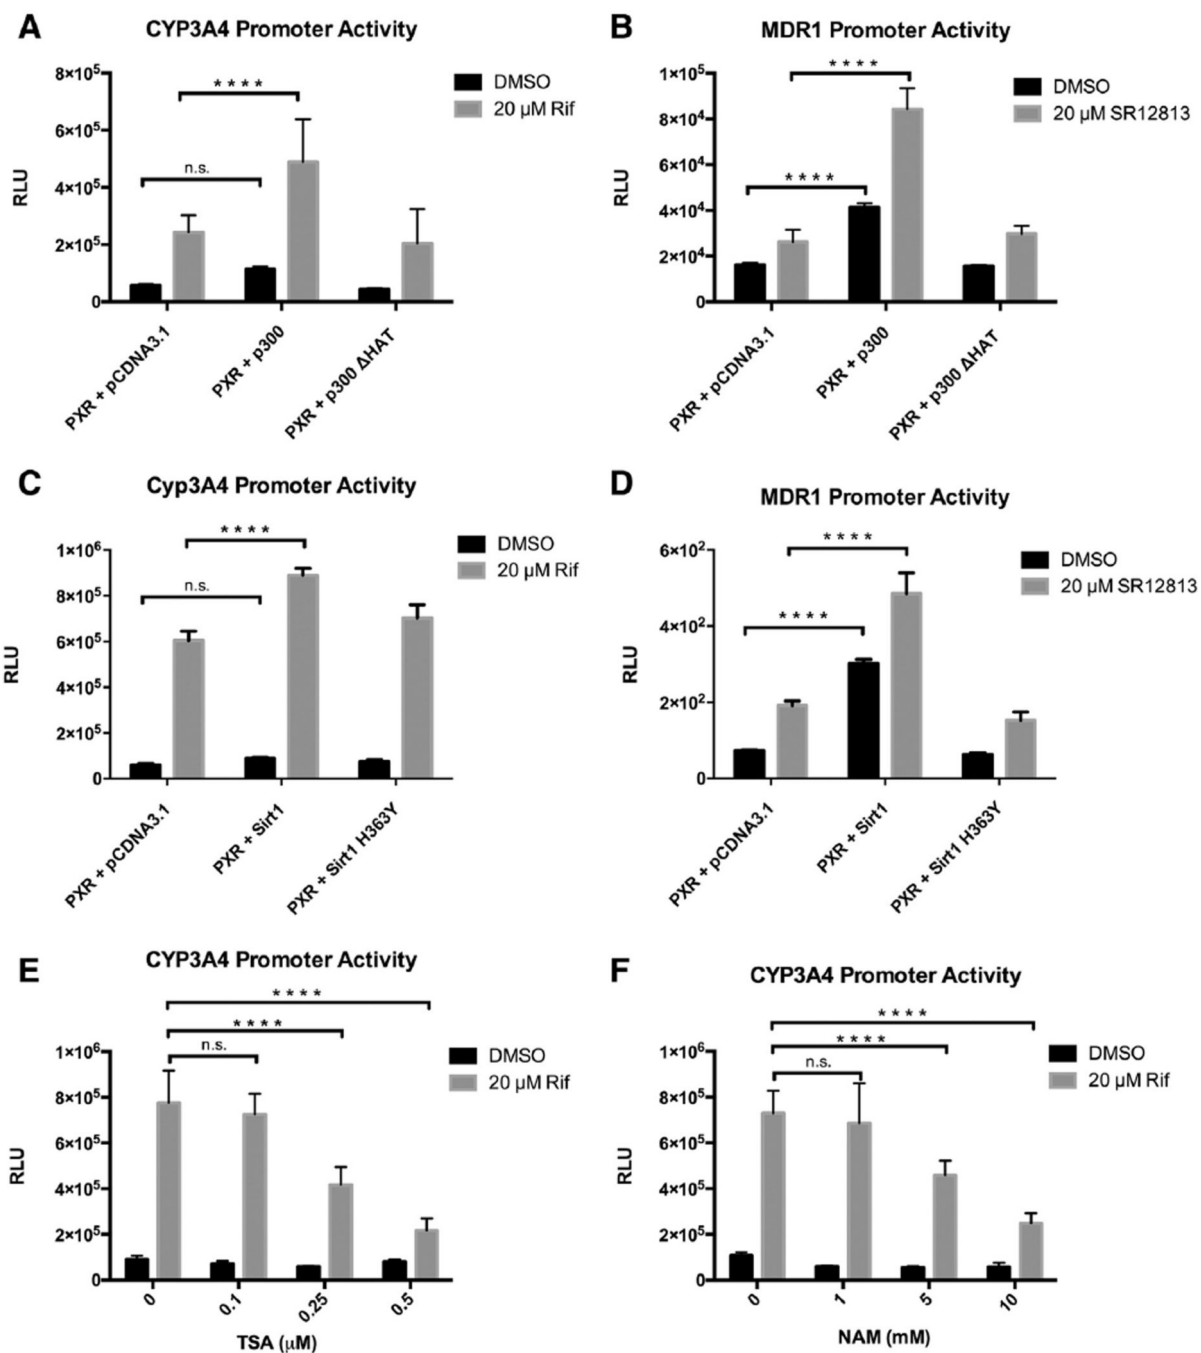 A
CYP3A4 Promoter Activity
8×10⁵
6×10⁵
4×10⁵
2×10⁵
0
RLU
****
n.s.
DMSO
20 µM Rif
PXR + pCDNA3.1
PXR + p300
PXR + p300 ΔHAT
B
MDR1 Promoter Activity
1×10⁵
8×10⁴
6×10⁴
4×10⁴
2×10⁴
0
RLU
****
****
DMSO
20 µM SR12813
PXR + pCDNA3.1
PXR + p300
PXR + p300 ΔHAT
C
Cyp3A4 Promoter Activity
1×10⁶
8×10⁵
6×10⁵
4×10⁵
2×10⁵
0
RLU
****
n.s.
DMSO
20 µM Rif
PXR + pCDNA3.1
PXR + Sirt1
PXR + Sirt1 H363Y
D
MDR1 Promoter Activity
6×10²
4×10²
2×10²
0
RLU
****
****
DMSO
20 µM SR12813
PXR + pCDNA3.1
PXR + Sirt1
PXR + Sirt1 H363Y
E
CYP3A4 Promoter Activity
1×10⁶
8×10⁵
6×10⁵
4×10⁵
2×10⁵
0
RLU
****
****
n.s.
DMSO
20 µM Rif
0
0.1
0.25
0.5
TSA (µM)
F
CYP3A4 Promoter Activity
1×10⁶
8×10⁵
6×10⁵
4×10⁵
2×10⁵
0
RLU
****
****
n.s.
DMSO
20 µM Rif
0
1
5
10
NAM (mM)